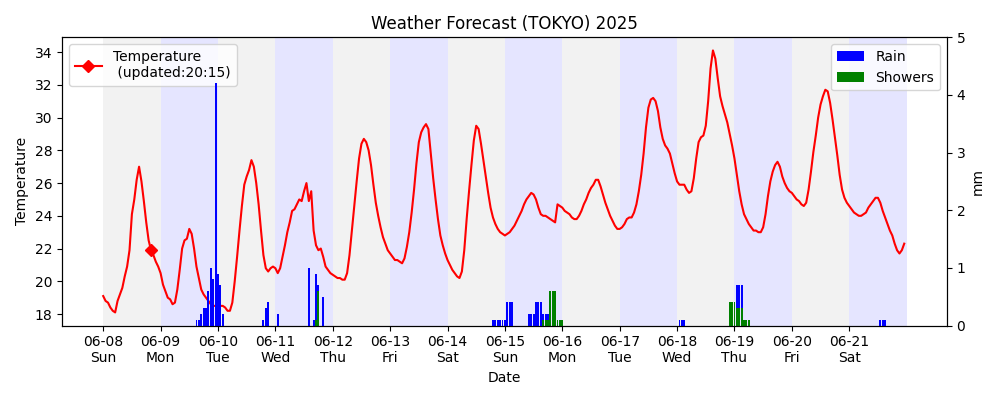 Weather Forecast (TOKYO) 2025
Temperature
(updated:20:15)
Rain
Showers
Temperature
34
32
30
28
26
24
22
20
18
5
4
3
2
1
0
mm
06-08 06-09 06-10 06-11 06-12 06-13 06-14 06-15 06-16 06-17 06-18 06-19 06-20 06-21
Sun Mon Tue Wed Thu Fri Sat Sun Mon Tue Wed Thu Fri Sat
Date